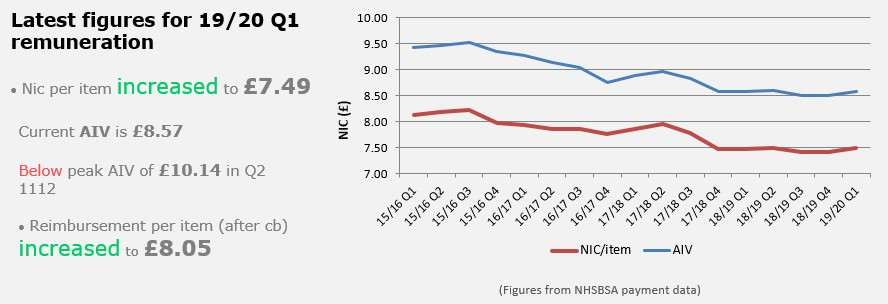 Latest figures for 19/20 Q1
remuneration
• Nic per item increased to £7.49
Current AIV is £8.57
Below peak AIV of £10.14 in Q2
1112
• Reimbursement per item (after cb)
increased to £8.05
NIC (£)
10.00
9.50
9.00
8.50
8.00
7.50
7.00
15/16 Q1
15/16 Q2
15/16 Q3
15/16 Q4
16/17 Q1
16/17 Q2
16/17 Q3
16/17 Q4
17/18 Q1
17/18 Q2
17/18 Q3
17/18 Q4
18/19 Q1
18/19 Q2
18/19 Q3
18/19 Q4
19/20 Q1
NIC/item
AIV
(Figures from NHSBSA payment data)